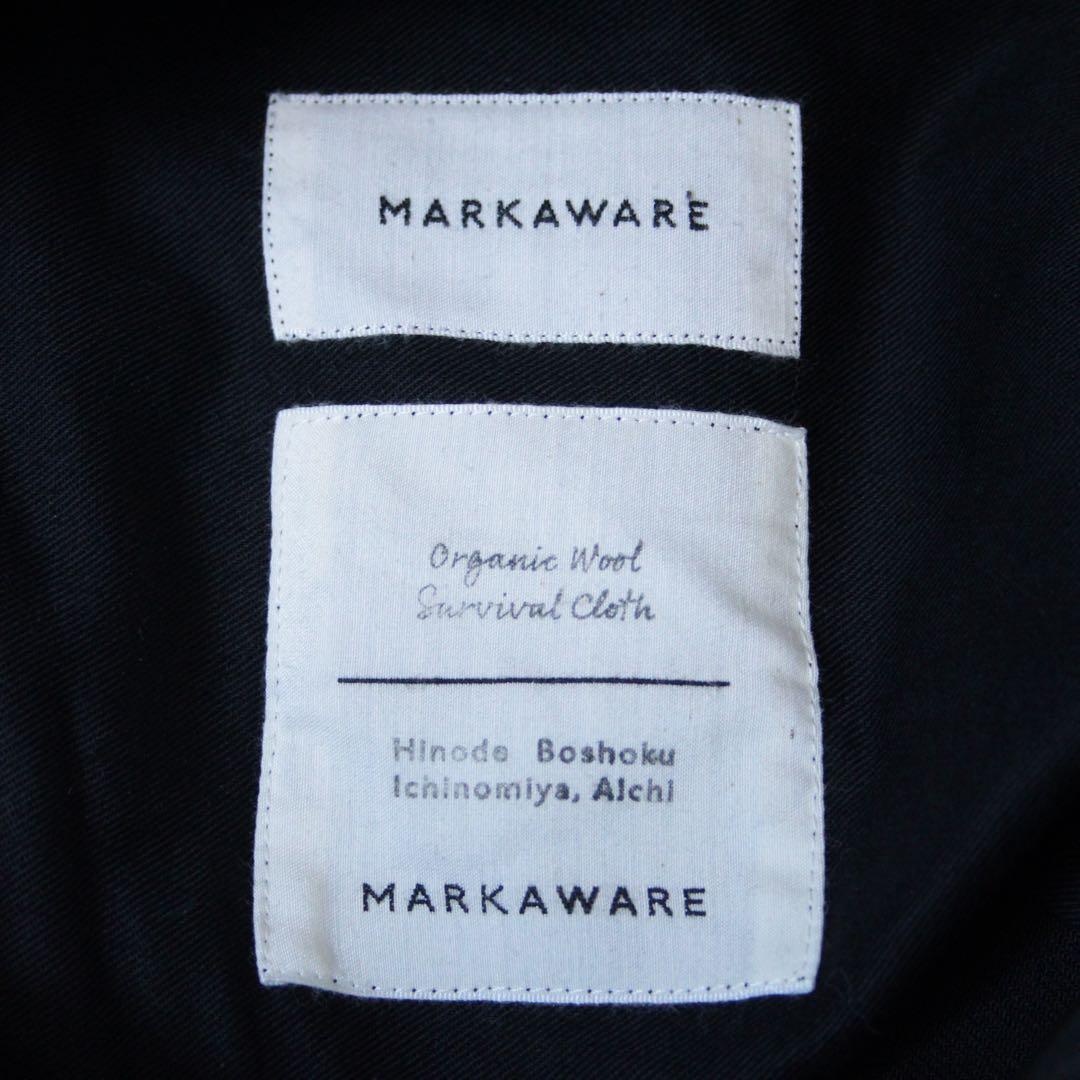 MARKAWARE
Organic Wool
Survival Cloth
Hinode Boshoku
Ichinomiya, Aichi
MARKAWARE